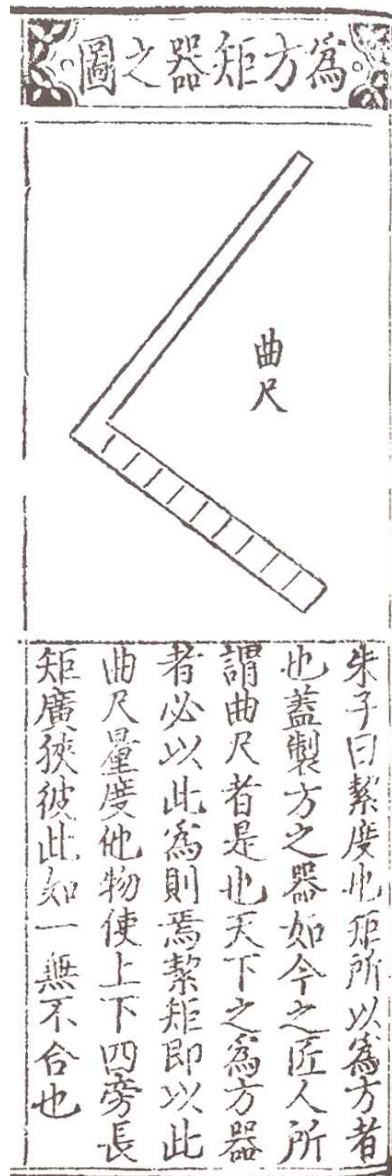 爲方矩器之圖
曲尺
朱子曰絜度也矩所以爲方者
也蓋製方之器如今之匠人所
謂曲尺者是也天下之爲方器
者必以此爲則焉絜矩即以此
曲尺量度他物使上下四旁長
矩廣狹彼此如一無不合也